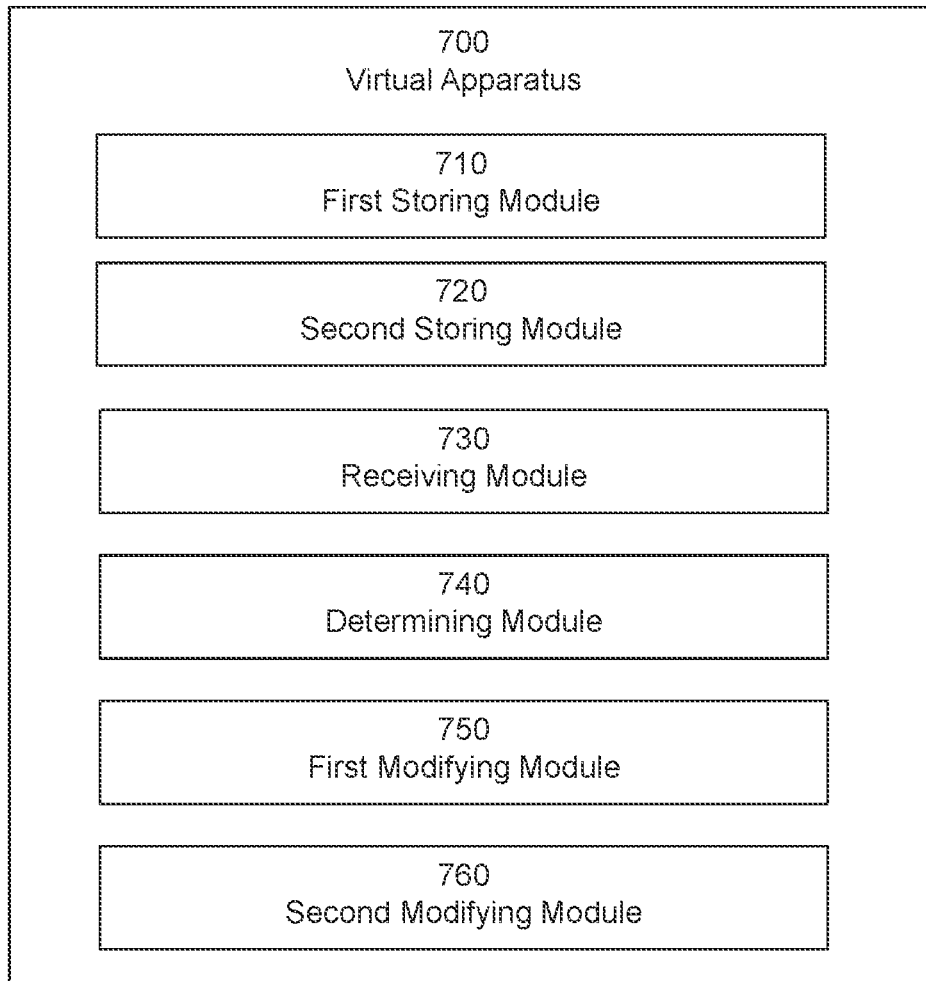 700
Virtual Apparatus
710
First Storing Module
720
Second Storing Module
730
Receiving Module
740
Determining Module
750
First Modifying Module
760
Second Modifying Module